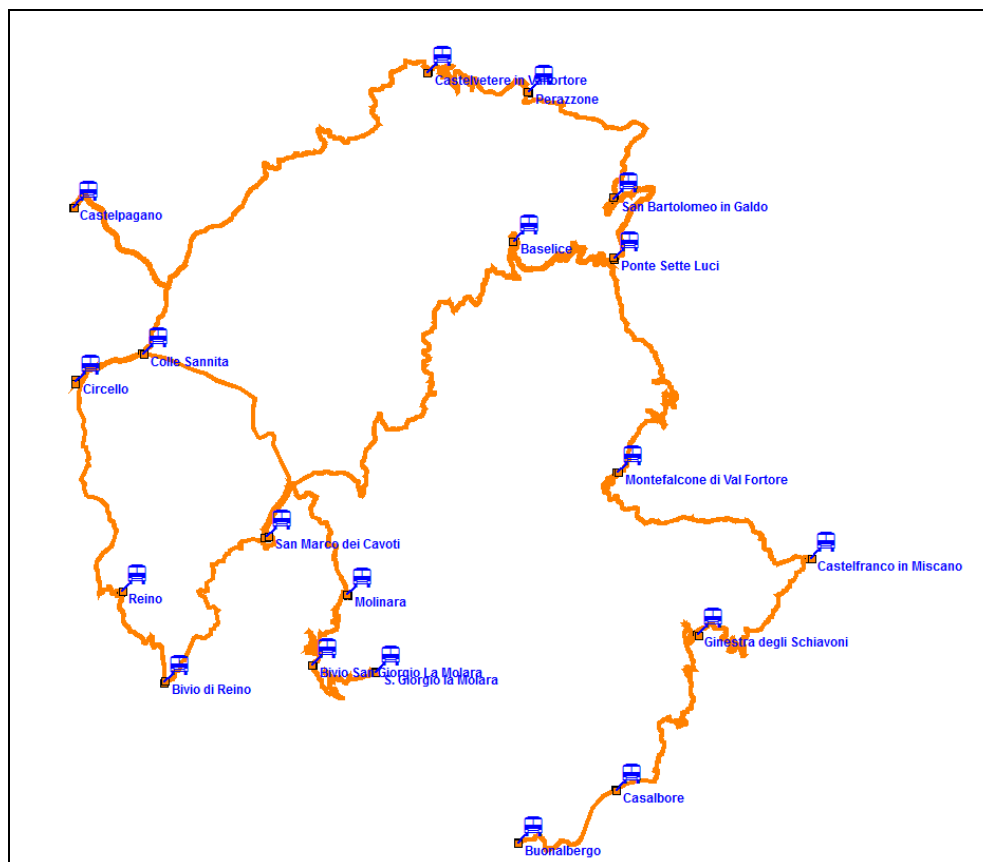 Castelvetere in Valfortore
Perazzone
Castelpagano
San Bartolomeo in Galdo
Baselice
Ponte Sette Luci
Colle Sannita
Circello
Montefalcone di Val Fortore
San Marco dei Cavoti
Castelfranco in Miscano
Reino
Molinara
Ginestra degli Schiavoni
Bivio San Giorgio La Molara
S. Giorgio la Molara
Bivio di Reino
Casalbore
Buonalbergo